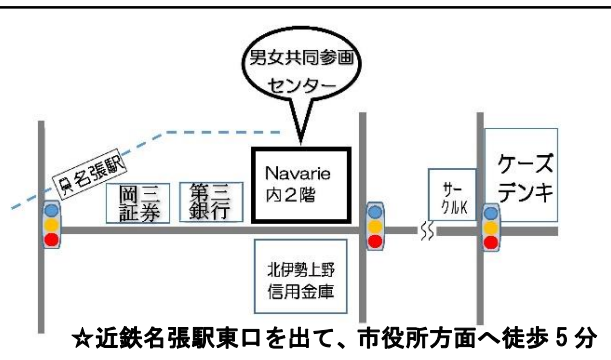 男女共同参画
センター
名張駅
岡三
証券
第三
銀行
Navarie
内2階
サー
クルK
ケーズ
デンキ
北伊勢上野
信用金庫
☆近鉄名張駅東口を出て、市役所方面へ徒歩5分